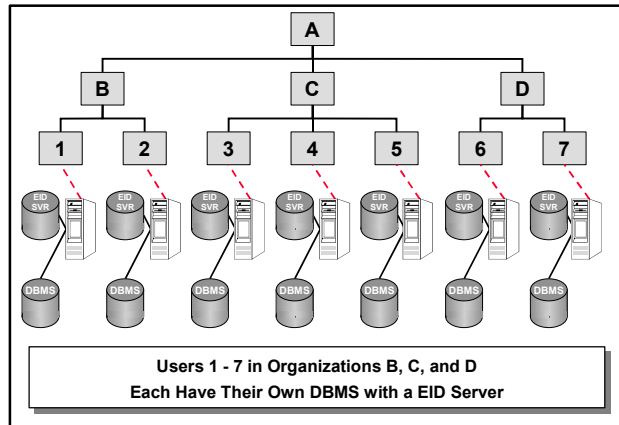 A
B C D
1 2 3 4 5 6 7
EID SVR EID SVR EID SVR EID SVR EID SVR EID SVR EID SVR
DBMS DBMS DBMS DBMS DBMS DBMS DBMS
Users 1 - 7 in Organizations B, C, and D
Each Have Their Own DBMS with a EID Server